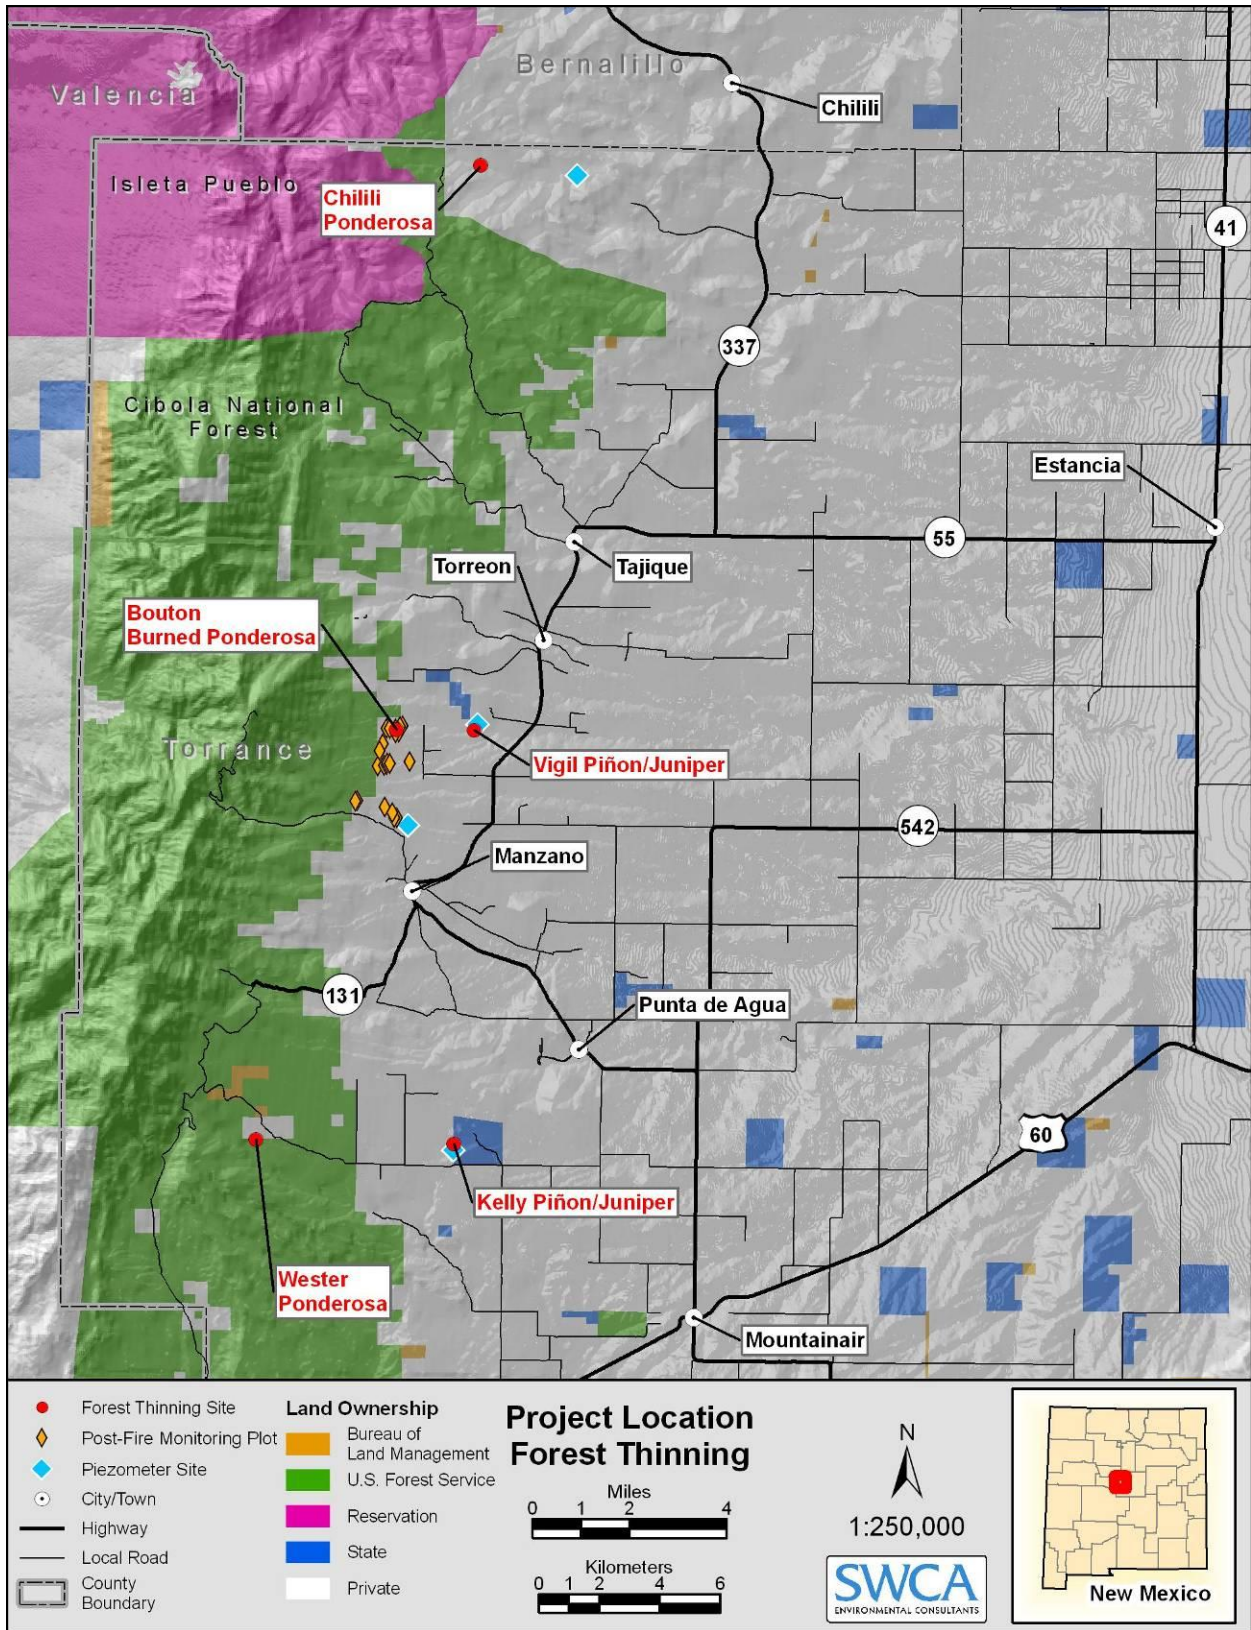 Bernalillo
Valencia
Chilili
Isleta Pueblo
Chilili
Ponderosa
41
337
Cibola National
Forest
Estancia
55
Torreon
Tajique
Bouton
Burned Ponderosa
Torrance
Vigil Piñon/Juniper
542
Manzano
131
Punta de Agua
60
Kelly Piñon/Juniper
Wester
Ponderosa
Mountainair
Forest Thinning Site
Post-Fire Monitoring Plot
Piezometer Site
City/Town
Highway
Local Road
County
Boundary
Land Ownership
Bureau of
Land Management
U.S. Forest Service
Reservation
State
Private
Project Location
Forest Thinning
Miles
0 1 2 4
Kilometers
0 1 2 4 6
N
1:250,000
SWCA
ENVIRONMENTAL CONSULTANTS
New Mexico